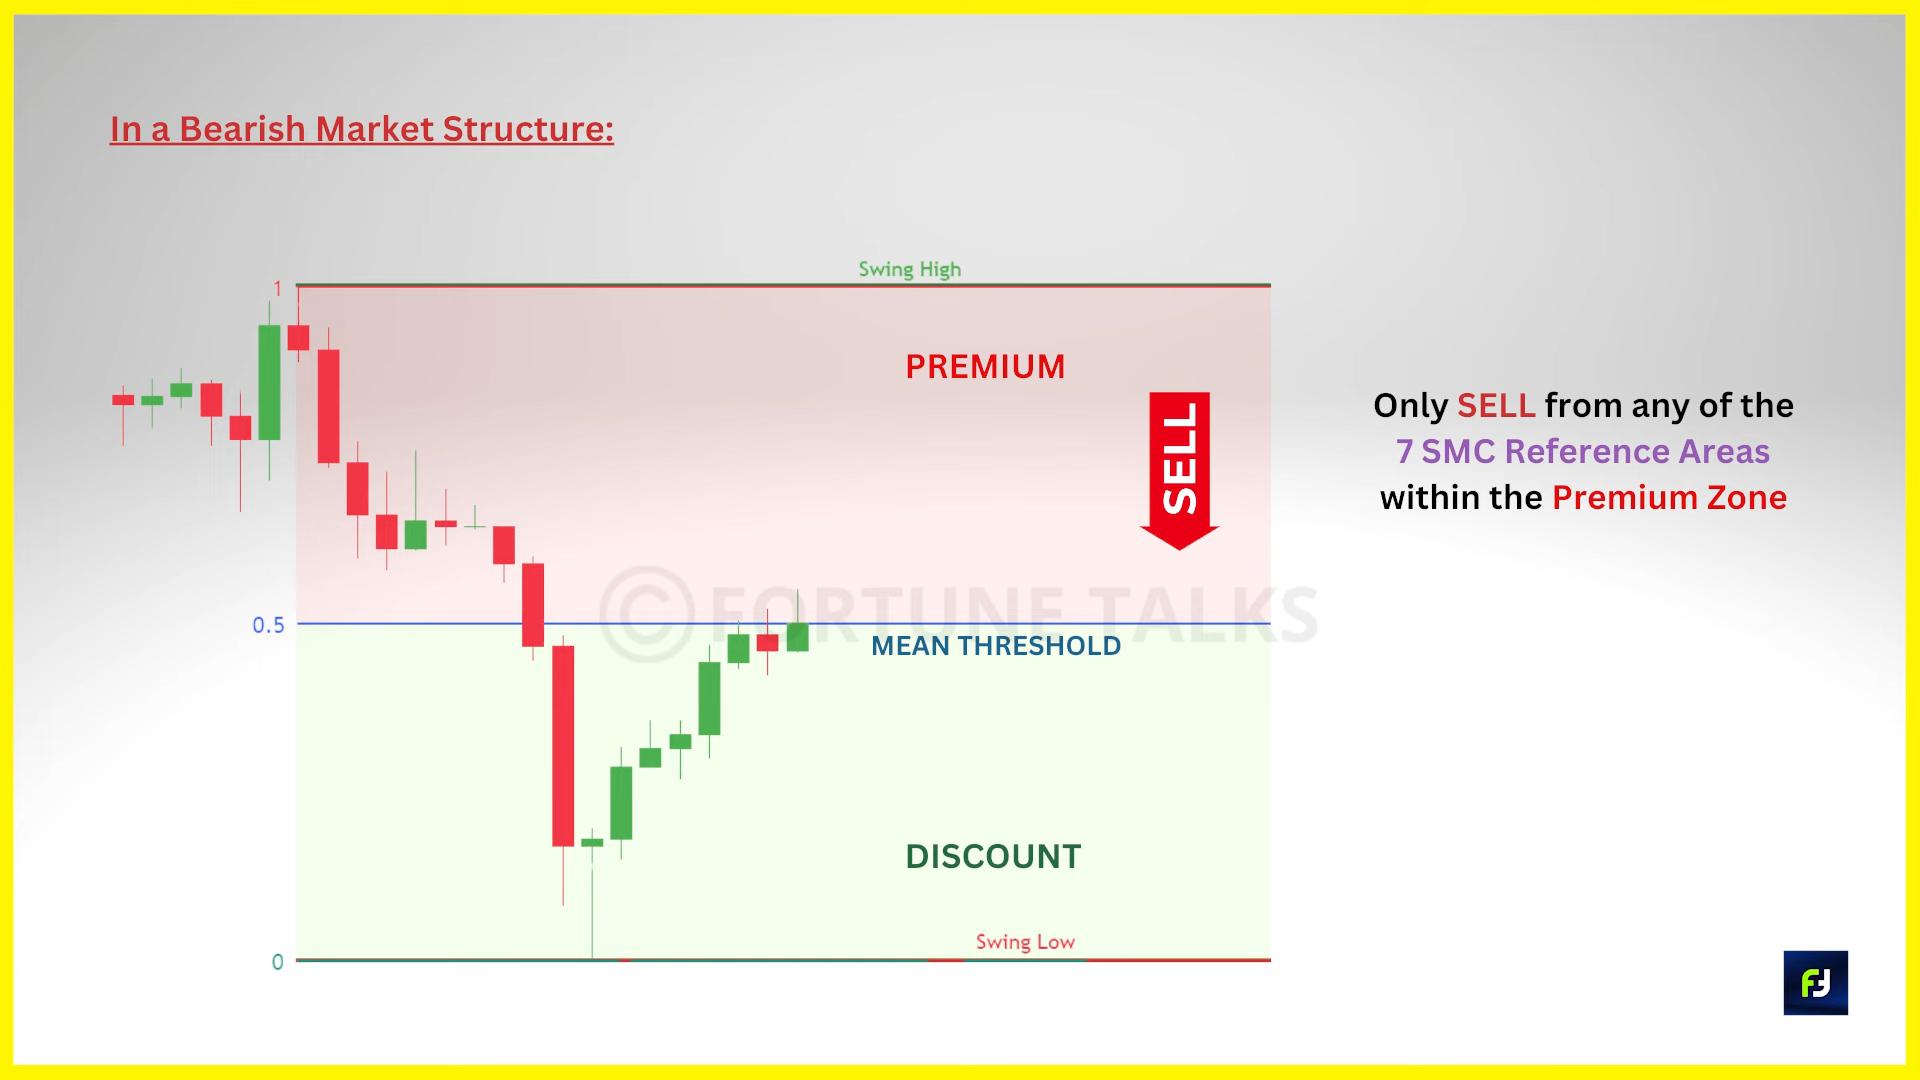 In a Bearish Market Structure:
Swing High
1
PREMIUM
SELL
Only SELL from any of the
7 SMC Reference Areas
within the Premium Zone
© FORTUNE TALKS
0.5
MEAN THRESHOLD
DISCOUNT
Swing Low
0